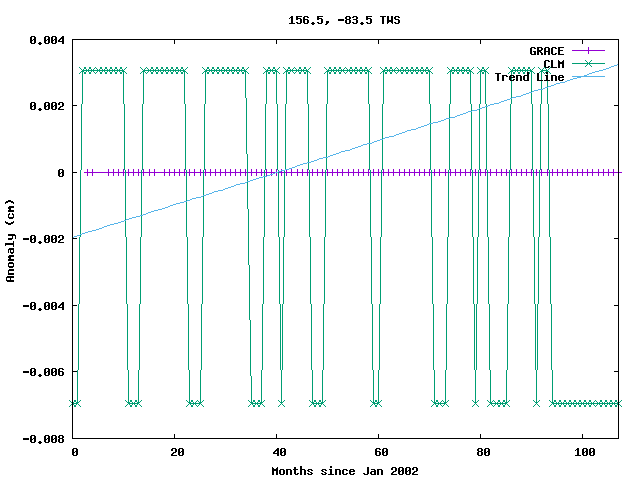 156.5, -83.5 TWS
GRACE
CLM
Trend Line
0.004
0.002
0
-0.002
-0.004
-0.006
-0.008
Anomaly (cm)
0 20 40 60 80 100
Months since Jan 2002